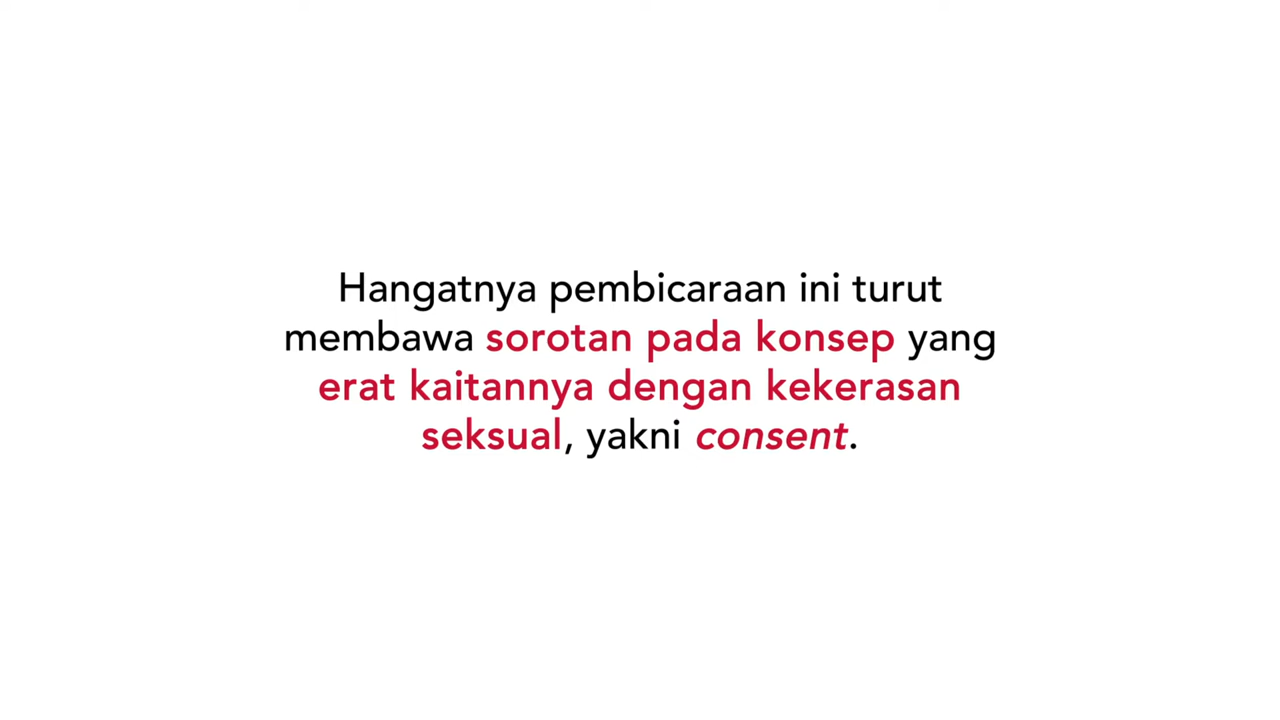 Hangatnya pembicaraan ini turut
membawa sorotan pada konsep yang
erat kaitannya dengan kekerasan
seksual, yakni consent.